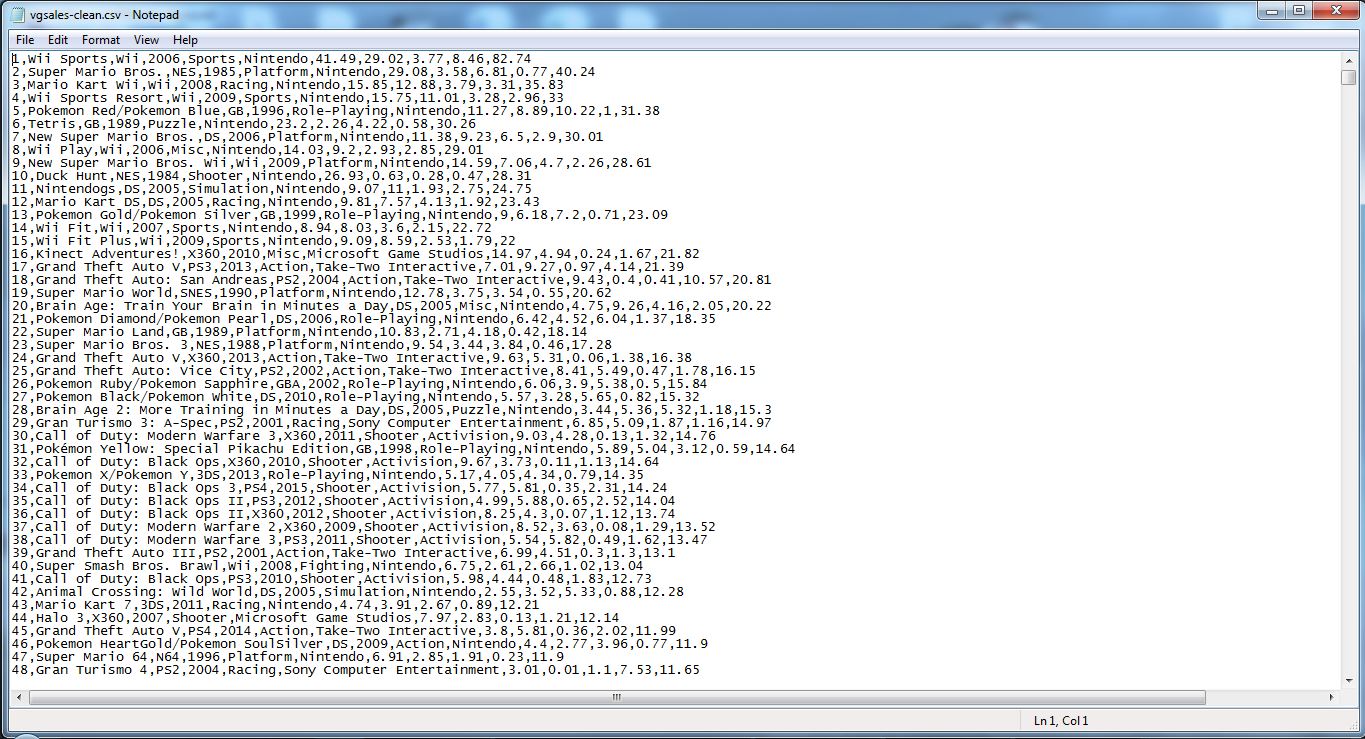 vgsales-clean.csv - Notepad
File Edit Format View Help
1,Wii Sports,Wii,2006,Sports,Nintendo,41.49,29.02,3.77,8.46,82.74
2,Super Mario Bros.,NES,1985,Platform,Nintendo,29.08,3.58,6.81,0.77,40.24
3,Mario Kart Wii,Wii,2008,Racing,Nintendo,15.85,12.88,3.79,3.31,35.83
4,Wii Sports Resort,Wii,2009,Sports,Nintendo,15.75,11.01,3.28,2.96,33
5,Pokemon Red/Pokemon Blue,GB,1996,Role-Playing,Nintendo,11.27,8.89,10.22,1,31.38
6,Tetris,GB,1989,Puzzle,Nintendo,23.2,2.26,4.22,0.58,30.26
7,New Super Mario Bros.,DS,2006,Platform,Nintendo,11.38,9.23,6.5,2.9,30.01
8,Wii Play,Wii,2006,Misc,Nintendo,14.03,9.2,2.93,2.85,29.01
9,New Super Mario Bros. Wii,Wii,2009,Platform,Nintendo,14.59,7.06,4.7,2.26,28.61
10,Duck Hunt,NES,1984,Shooter,Nintendo,26.93,0.63,0.28,0.47,28.31
11,Nintendogs,DS,2005,Simulation,Nintendo,9.07,11,1.93,2.75,24.75
12,Mario Kart DS,DS,2005,Racing,Nintendo,9.81,7.57,4.13,1.92,23.43
13,Pokemon Gold/Pokemon Silver,GB,1999,Role-Playing,Nintendo,9,6.18,7.2,0.71,23.09
14,Wii Fit,Wii,2007,Sports,Nintendo,8.94,8.03,3.6,2.15,22.72
15,Wii Fit Plus,Wii,2009,Sports,Nintendo,9.09,8.59,2.53,1.79,22
16,Kinect Adventures!,X360,2010,Misc,Microsoft Game Studios,14.97,4.94,0.24,1.67,21.82
17,Grand Theft Auto V,PS3,2013,Action,Take-Two Interactive,7.01,9.27,0.97,4.14,21.39
18,Grand Theft Auto: San Andreas,PS2,2004,Action,Take-Two Interactive,9.43,0.4,0.41,10.57,20.81
19,Super Mario World,SNES,1990,Platform,Nintendo,12.78,3.75,3.54,0.55,20.62
20,Brain Age: Train Your Brain in Minutes a Day,DS,2005,Misc,Nintendo,4.75,9.26,4.16,2.05,20.22
21,Pokemon Diamond/Pokemon Pearl,DS,2006,Role-Playing,Nintendo,6.42,4.52,6.04,1.37,18.35
22,Super Mario Land,GB,1989,Platform,Nintendo,10.83,2.71,4.18,0.42,18.14
23,Super Mario Bros. 3,NES,1988,Platform,Nintendo,9.54,3.44,3.84,0.46,17.28
24,Grand Theft Auto V,X360,2013,Action,Take-Two Interactive,9.63,5.31,0.06,1.38,16.38
25,Grand Theft Auto: Vice City,PS2,2002,Action,Take-Two Interactive,8.41,5.49,0.47,1.78,16.15
26,Pokemon Ruby/Pokemon Sapphire,GBA,2002,Role-Playing,Nintendo,6.06,3.9,5.38,0.5,15.84
27,Pokemon Black/Pokemon White,DS,2010,Role-Playing,Nintendo,5.57,3.28,5.65,0.82,15.32
28,Brain Age 2: More Training in Minutes a Day,DS,2005,Puzzle,Nintendo,3.44,5.36,5.32,1.18,15.3
29,Gran Turismo 3: A-Spec,PS2,2001,Racing,Sony Computer Entertainment,6.85,5.09,1.87,1.16,14.97
30,Call of Duty: Modern Warfare 3,X360,2011,Shooter,Activision,9.03,4.28,0.13,1.32,14.76
31,Pokémon Yellow: Special Pikachu Edition,GB,1998,Role-Playing,Nintendo,5.89,5.04,3.12,0.59,14.64
32,Call of Duty: Black Ops,X360,2010,Shooter,Activision,9.67,3.73,0.11,1.13,14.64
33,Pokemon X/Pokemon Y,3DS,2013,Role-Playing,Nintendo,5.17,4.05,4.34,0.79,14.35
34,Call of Duty: Black Ops 3,PS4,2015,Shooter,Activision,5.77,5.81,0.35,2.31,14.24
35,Call of Duty: Black Ops II,PS3,2012,Shooter,Activision,4.99,5.88,0.65,2.52,14.04
36,Call of Duty: Black Ops II,X360,2012,Shooter,Activision,8.25,4.3,0.07,1.12,13.74
37,Call of Duty: Modern Warfare 2,X360,2009,Shooter,Activision,8.52,3.63,0.08,1.29,13.52
38,Call of Duty: Modern Warfare 3,PS3,2011,Shooter,Activision,5.54,5.82,0.49,1.62,13.47
39,Grand Theft Auto III,PS2,2001,Action,Take-Two Interactive,6.99,4.51,0.3,1.3,13.1
40,Super Smash Bros. Brawl,Wii,2008,Fighting,Nintendo,6.75,2.61,2.66,1.02,13.04
41,Call of Duty: Black Ops,PS3,2010,Shooter,Activision,5.98,4.44,0.48,1.83,12.73
42,Animal Crossing: Wild World,DS,2005,Simulation,Nintendo,2.55,3.52,5.33,0.88,12.28
43,Mario Kart 7,3DS,2011,Racing,Nintendo,4.74,3.91,2.67,0.89,12.21
44,Halo 3,X360,2007,Shooter,Microsoft Game Studios,7.97,2.83,0.13,1.21,12.14
45,Grand Theft Auto V,PS4,2014,Action,Take-Two Interactive,3.8,5.81,0.36,2.02,11.99
46,Pokemon HeartGold/Pokemon SoulSilver,DS,2009,Action,Nintendo,4.4,2.77,3.96,0.77,11.9
47,Super Mario 64,N64,1996,Platform,Nintendo,6.91,2.85,1.91,0.23,11.9
48,Gran Turismo 4,PS2,2004,Racing,Sony Computer Entertainment,3.01,0.01,1.1,7.53,11.65
Ln 1, Col 1